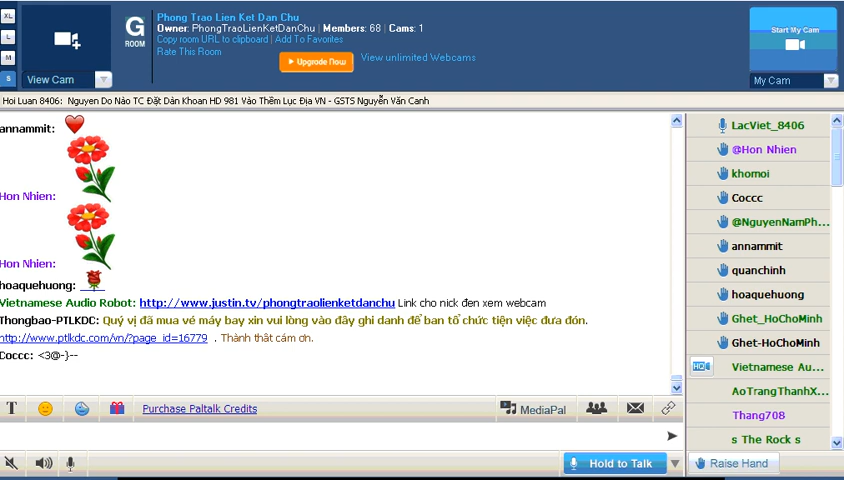 XL
L
M
S
View Cam
G
ROOM
Phong Trao Lien Ket Dan Chu
Owner: PhongTraoLienKetDanChu | Members: 68 | Cams: 1
Copy room URL to clipboard | Add To Favorites
Rate This Room
Upgrade Now
View unlimited Webcams
Start My Cam
My Cam
Hoi Luan 8406: Nguyen Do Nào TC Đặt Dàn Khoan HD 981 Vào Thềm Lục Địa VN - GSTS Nguyễn Văn Canh
annammit:
Hon Nhien:
Hon Nhien:
hoaquehuong:
Vietnamese Audio Robot: http://www.justin.tv/phongtraolienketdanchu Link cho nick đen xem webcam
Thongbao-PTLKDC: Quý vị đã mua vé máy bay xin vui lòng vào đây ghi danh để ban tổ chức tiện việc đưa đón.
http://www.ptlkdc.com/vn/?page_id=16779 . Thành thât cám ơn.
Coccc: <3@-}--
T
Purchase Paltalk Credits
MediaPal
Hold to Talk
LacViet_8406
@Hon Nhien
khomoi
Coccc
@NguyenNamPh...
annammit
quanchinh
hoaquehuong
Ghet_HoChoMinh
Ghet-HoChoMinh
HD
Vietnamese Au...
AoTrangThanhX...
Thang708
s The Rock s
Raise Hand